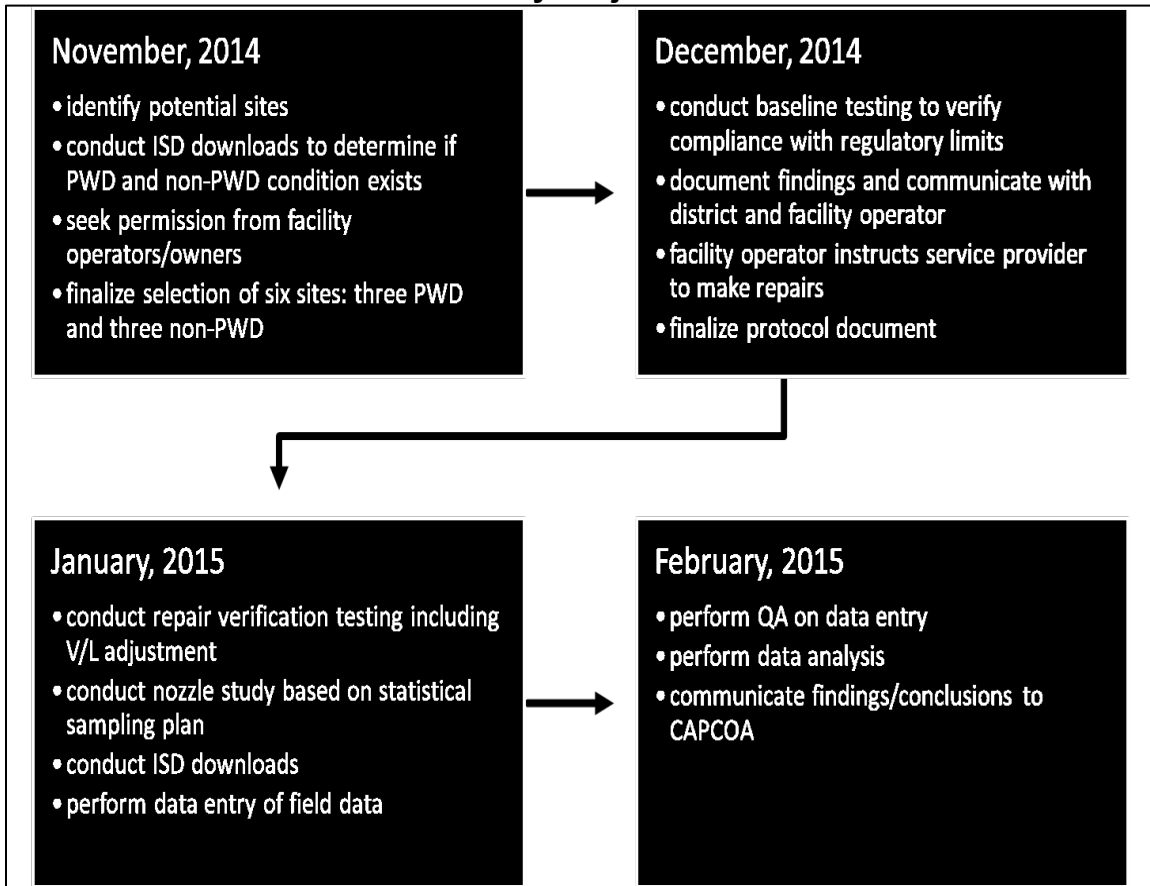 November, 2014
• identify potential sites
• conduct ISD downloads to determine if
PWD and non-PWD condition exists
• seek permission from facility
operators/owners
• finalize selection of six sites: three PWD
and three non-PWD
December, 2014
• conduct baseline testing to verify
compliance with regulatory limits
• document findings and communicate with
district and facility operator
• facility operator instructs service provider
to make repairs
• finalize protocol document
January, 2015
• conduct repair verification testing including
V/L adjustment
• conduct nozzle study based on statistical
sampling plan
• conduct ISD downloads
• perform data entry of field data
February, 2015
• perform QA on data entry
• perform data analysis
• communicate findings/conclusions to
CAPCOA